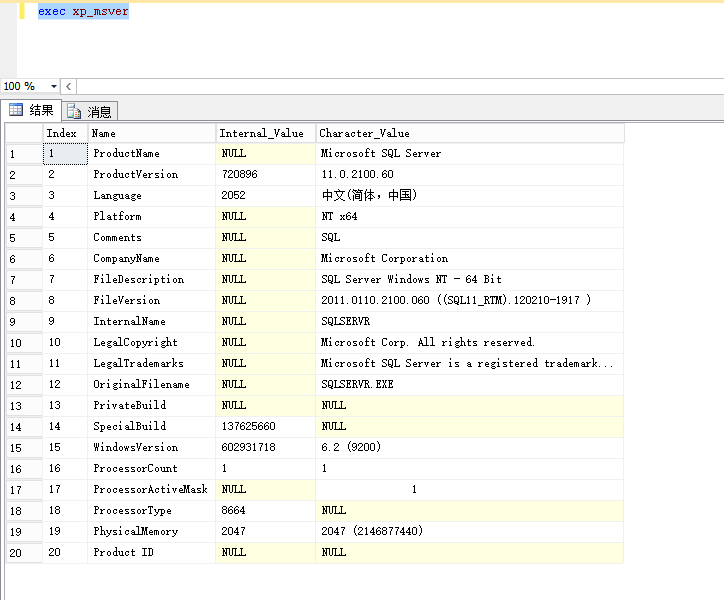 exec xp_msver
100 %
结果 消息
Index Name Internal_Value Character_Value
1 1 ProductName NULL Microsoft SQL Server
2 2 ProductVersion 720896 11.0.2100.60
3 3 Language 2052 中文(简体，中国)
4 4 Platform NULL NT x64
5 5 Comments NULL SQL
6 6 CompanyName NULL Microsoft Corporation
7 7 FileDescription NULL SQL Server Windows NT - 64 Bit
8 8 FileVersion NULL 2011.0110.2100.060 ((SQL11_RTM).120210-1917 )
9 9 InternalName NULL SQLSERVR
10 10 LegalCopyright NULL Microsoft Corp. All rights reserved.
11 11 LegalTrademarks NULL Microsoft SQL Server is a registered trademark...
12 12 OriginalFilename NULL SQLSERVR.EXE
13 13 PrivateBuild NULL NULL
14 14 SpecialBuild 137625660 NULL
15 15 WindowsVersion 602931718 6.2 (9200)
16 16 ProcessorCount 1 1
17 17 ProcessorActiveMask NULL 1
18 18 ProcessorType 8664 NULL
19 19 PhysicalMemory 2047 2047 (2146877440)
20 20 Product ID NULL NULL